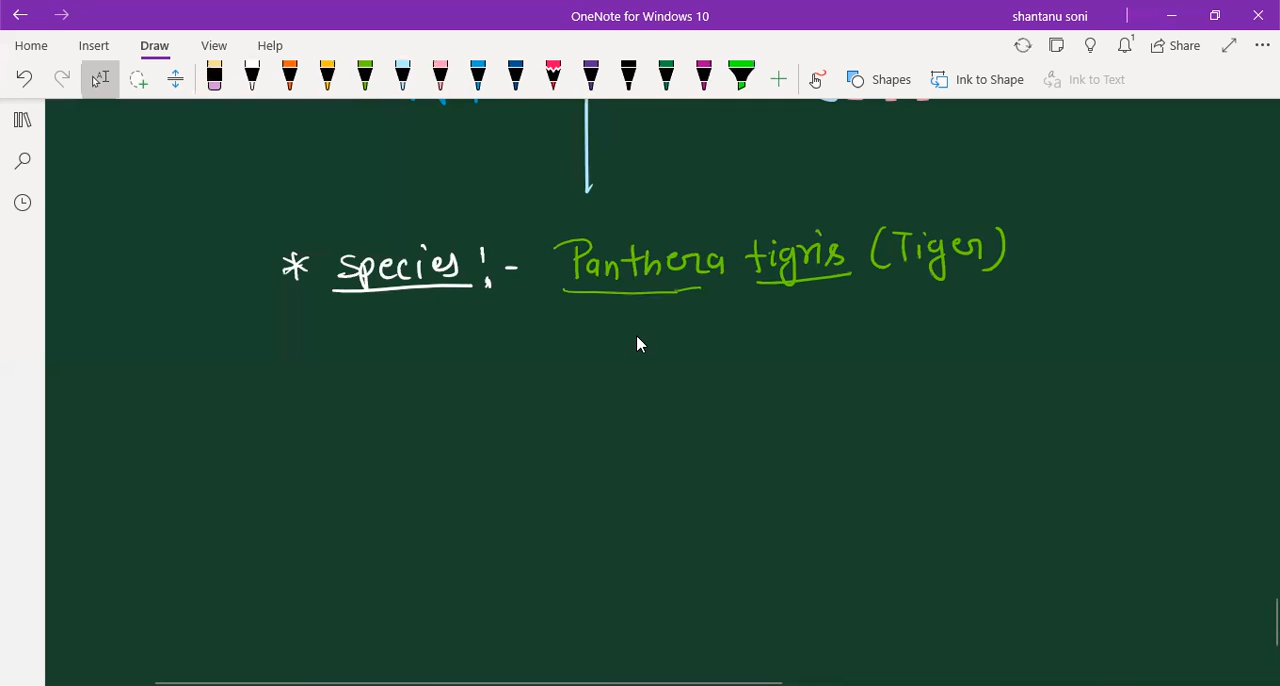 OneNote for Windows 10
shantanu soni
Home Insert Draw View Help
Share
Shapes
Ink to Shape
Ink to Text
* species :- Panthera tigris (Tiger)